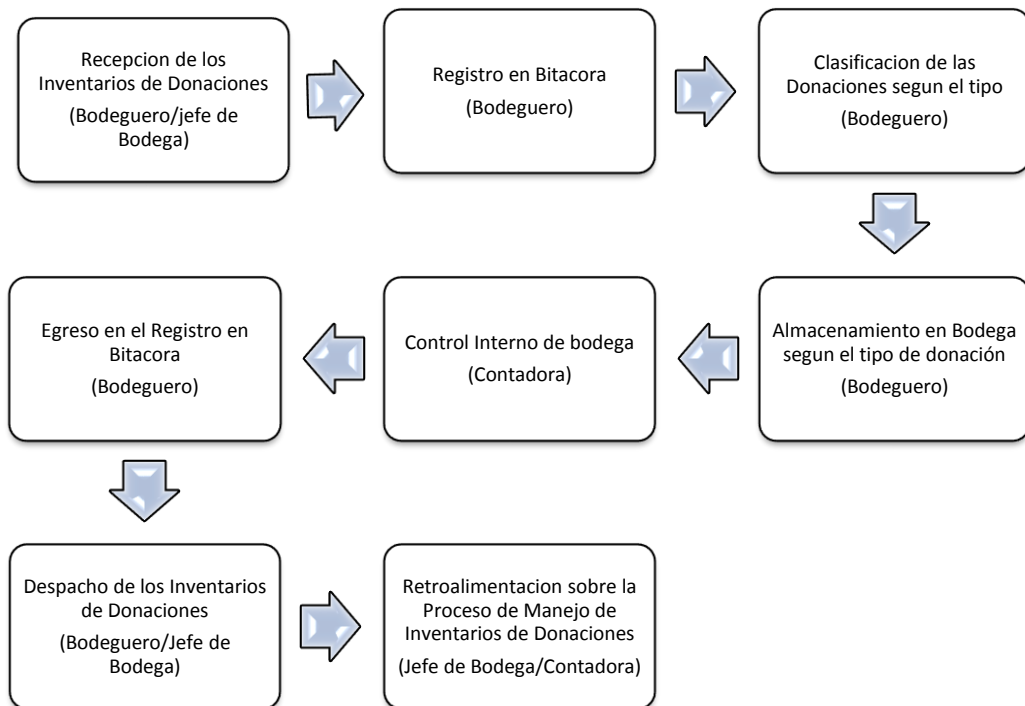 Recepcion de los
Inventarios de Donaciones
(Bodeguero/jefe de
Bodega)
Registro en Bitacora
(Bodeguero)
Clasificacion de las
Donaciones segun el tipo
(Bodeguero)
Almacenamiento en Bodega
segun el tipo de donación
(Bodeguero)
Control Interno de bodega
(Contadora)
Egreso en el Registro en
Bitacora
(Bodeguero)
Despacho de los Inventarios
de Donaciones
(Bodeguero/Jefe de
Bodega)
Retroalimentacion sobre la
Proceso de Manejo de
Inventarios de Donaciones
(Jefe de Bodega/Contadora)